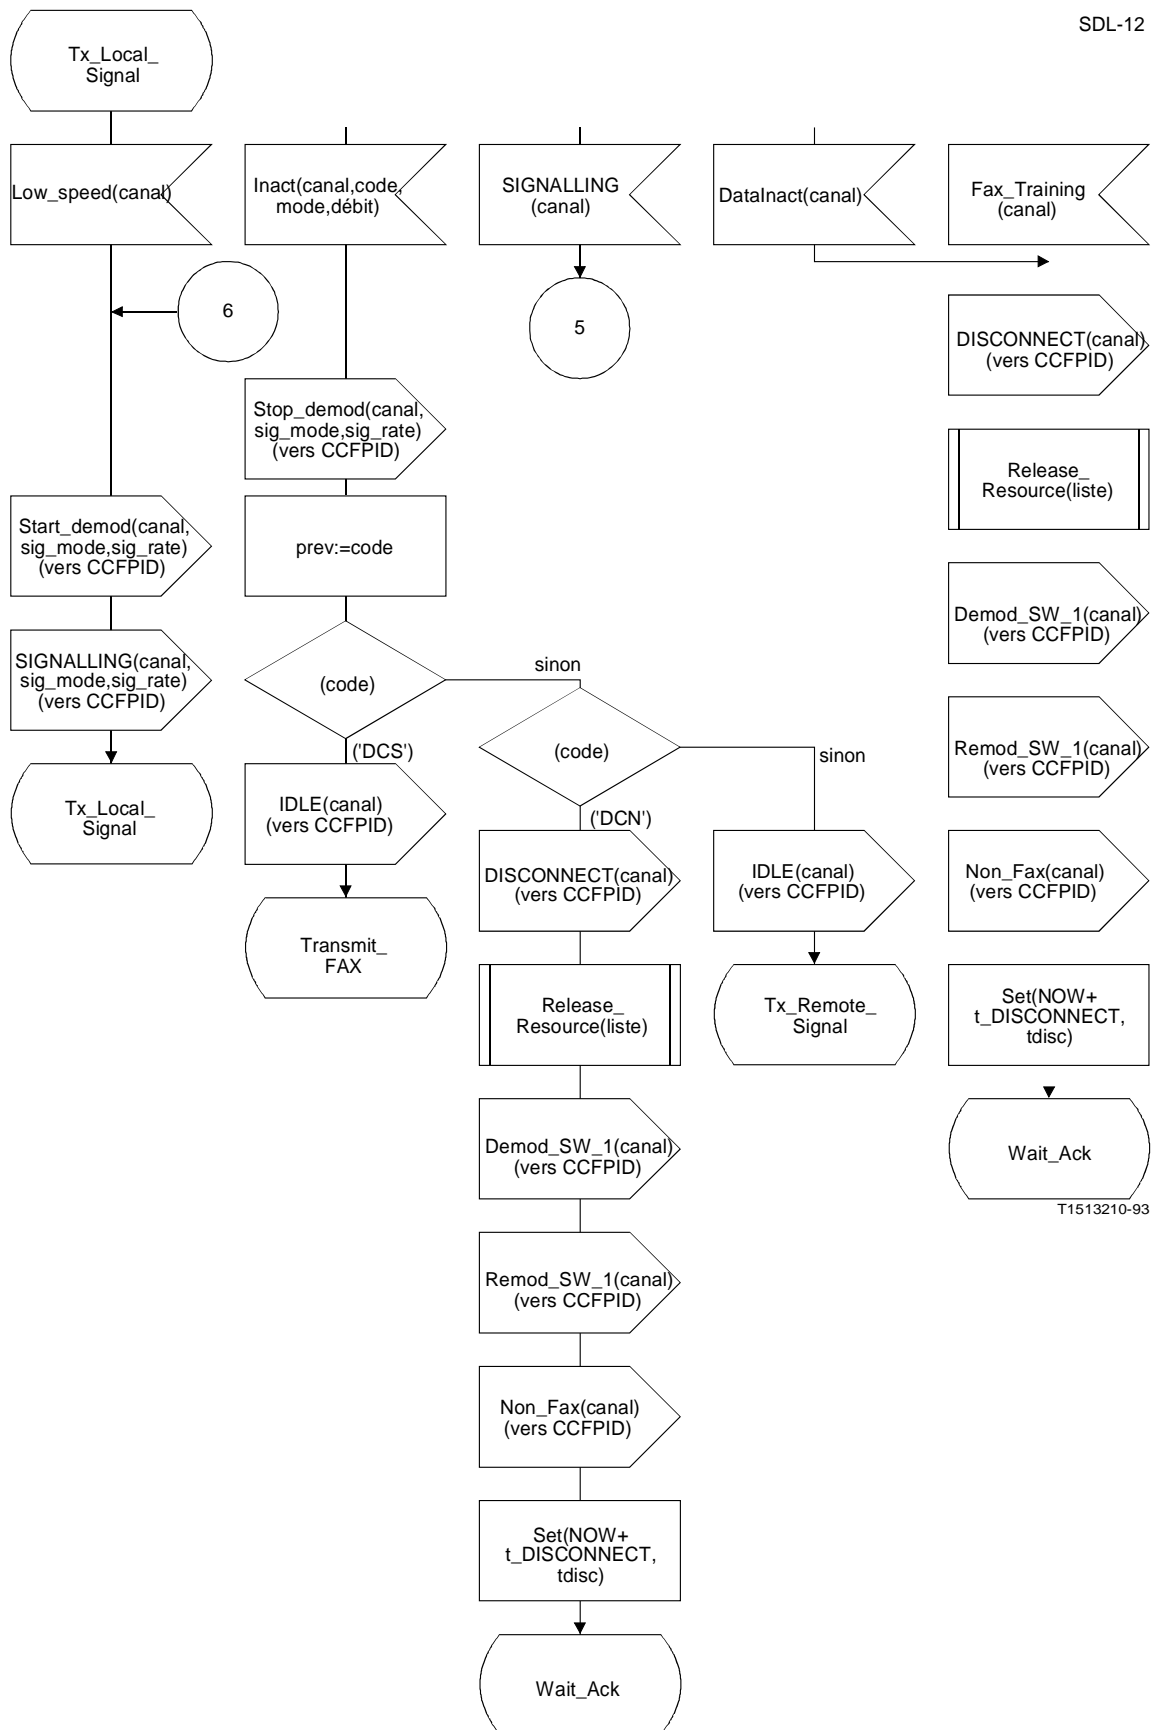 SDL-12
Tx_Local_
Signal
Low_speed(canal)
Inact(canal,code,
mode,débit)
SIGNALLING
(canal)
DataInact(canal)
Fax_Training
(canal)
6
5
DISCONNECT(canal)
(vers CCFPID)
Stop_demod(canal,
sig_mode,sig_rate)
(vers CCFPID)
Release_
Resource(liste)
Start_demod(canal,
sig_mode,sig_rate)
(vers CCFPID)
prev:=code
Demod_SW_1(canal)
(vers CCFPID)
SIGNALLING(canal,
sig_mode,sig_rate)
(vers CCFPID)
(code)
sinon
(code)
sinon
Remod_SW_1(canal)
(vers CCFPID)
('DCS')
Tx_Local_
Signal
IDLE(canal)
(vers CCFPID)
('DCN')
DISCONNECT(canal)
(vers CCFPID)
IDLE(canal)
(vers CCFPID)
Non_Fax(canal)
(vers CCFPID)
Transmit_
FAX
Release_
Resource(liste)
Tx_Remote_
Signal
Set(NOW+
t_DISCONNECT,
tdisc)
Demod_SW_1(canal)
(vers CCFPID)
Wait_Ack
T1513210-93
Remod_SW_1(canal)
(vers CCFPID)
Non_Fax(canal)
(vers CCFPID)
Set(NOW+
t_DISCONNECT,
tdisc)
Wait_Ack